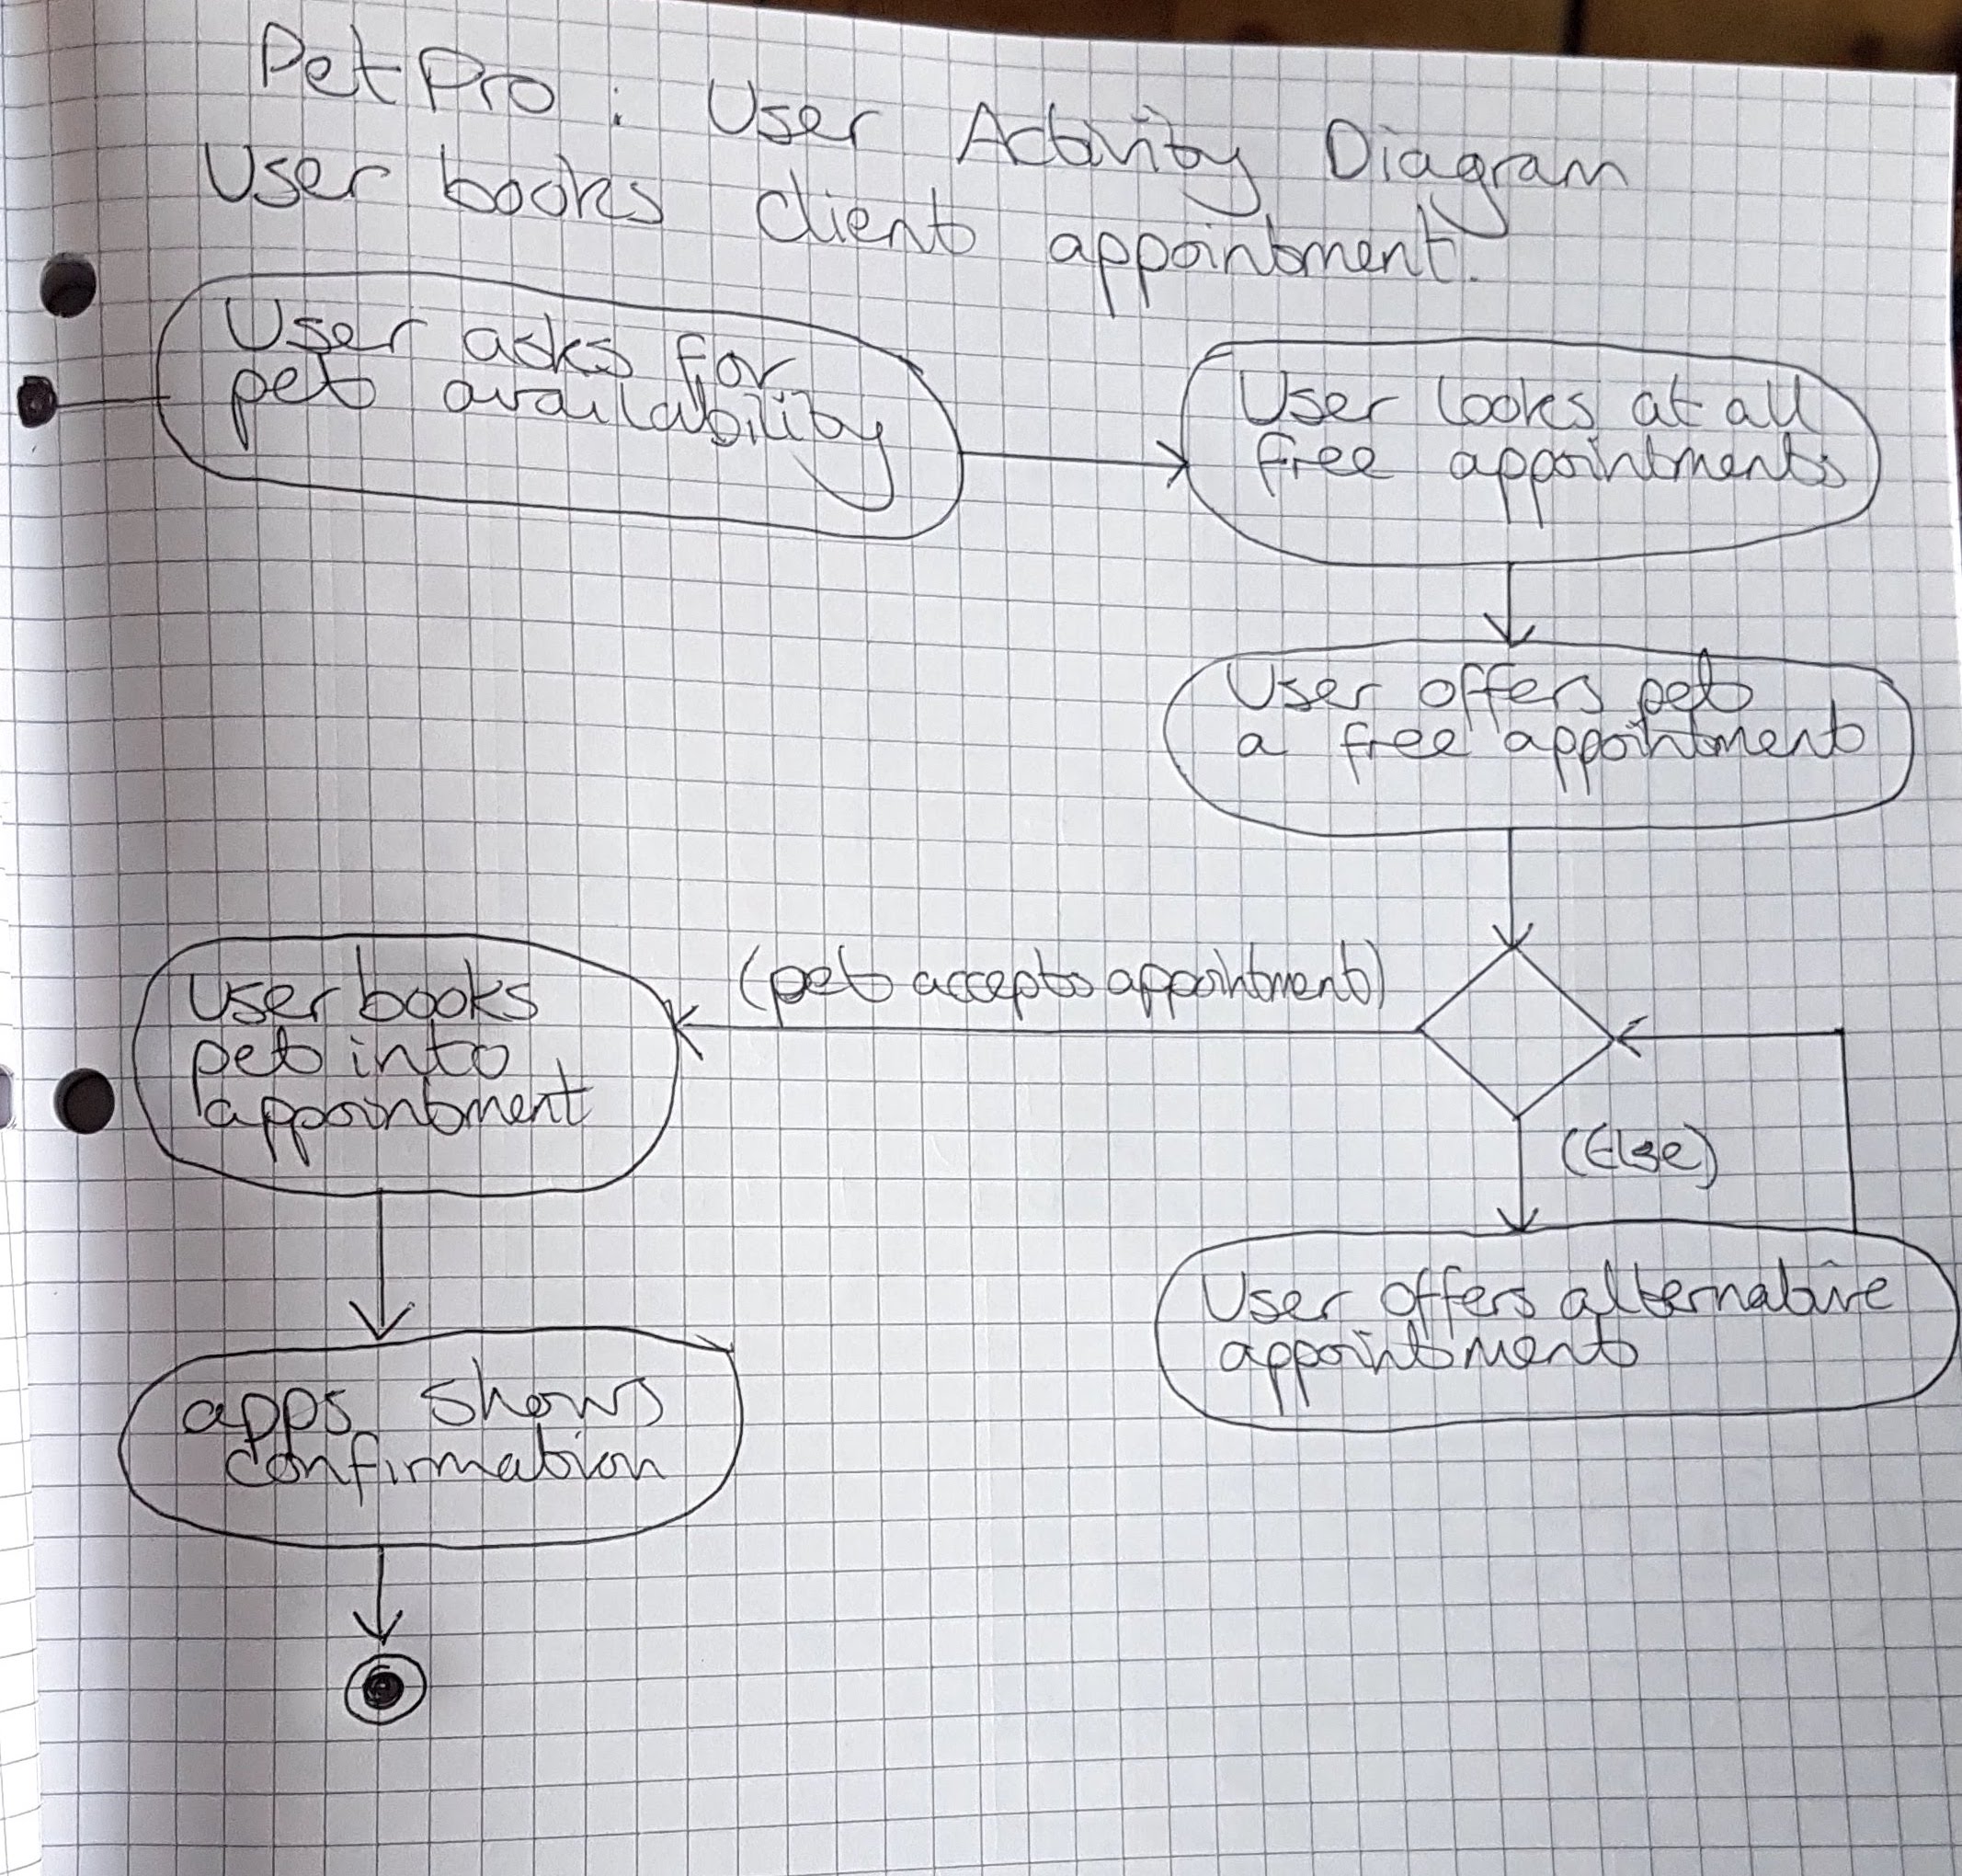 PetPro : User Activity Diagram
User books client appointment.
User asks for
pet availability
User looks at all
free appointments
User offers pet
a free appointment
(pet accepts appointment)
User books
pet into
appointment
(Else)
User offers alternative
appointment
apps shows
confirmation